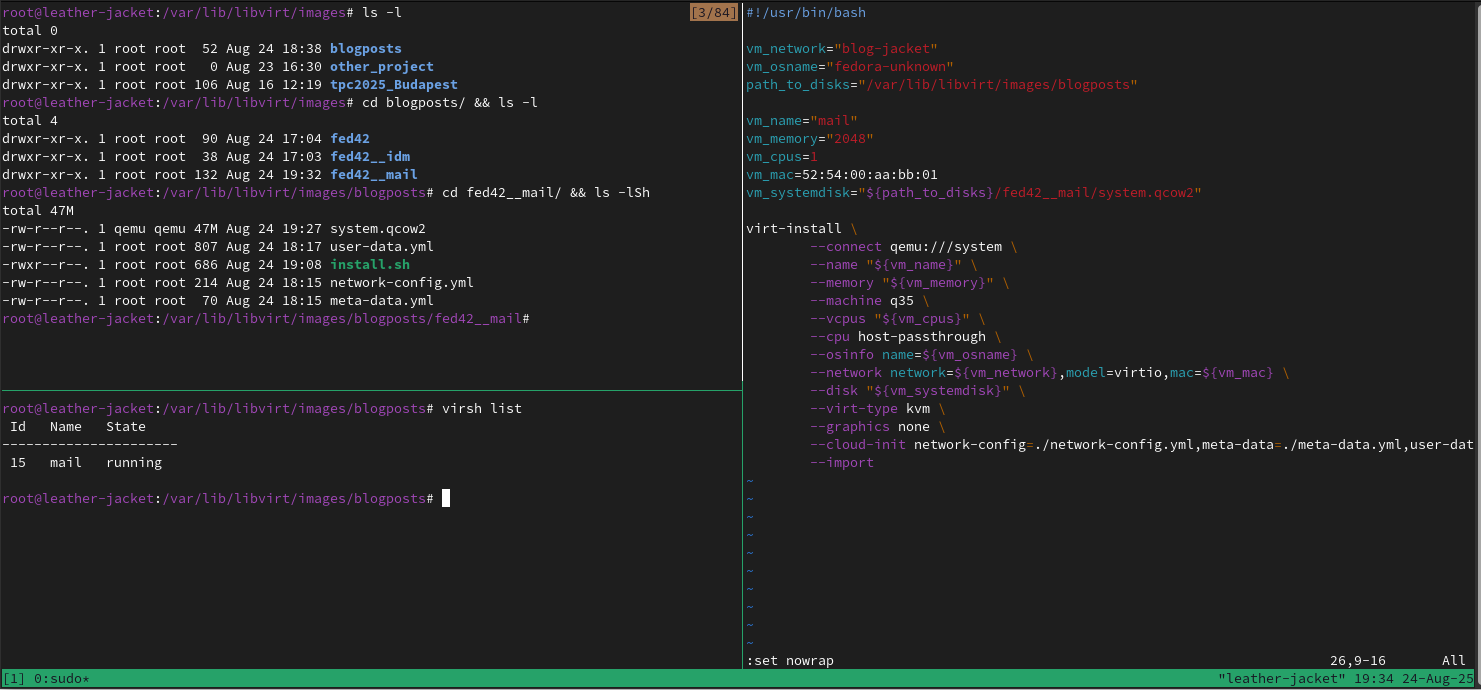 root@leather-jacket:/var/lib/libvirt/images# ls -l
[3/84]
total 0
drwxr-xr-x. 1 root root  52 Aug 24 18:38 blogposts
drwxr-xr-x. 1 root root   0 Aug 23 16:30 other_project
drwxr-xr-x. 1 root root 106 Aug 16 12:19 tpc2025_Budapest
root@leather-jacket:/var/lib/libvirt/images# cd blogposts/ && ls -l
total 4
drwxr-xr-x. 1 root root  90 Aug 24 17:04 fed42
drwxr-xr-x. 1 root root  38 Aug 24 17:03 fed42__idm
drwxr-xr-x. 1 root root 132 Aug 24 19:32 fed42__mail
root@leather-jacket:/var/lib/libvirt/images/blogposts# cd fed42__mail/ && ls -lSh
total 47M
-rw-r--r--. 1 qemu qemu 47M Aug 24 19:27 system.qcow2
-rw-r--r--. 1 root root 807 Aug 24 18:17 user-data.yml
-rwxr--r--. 1 root root 686 Aug 24 19:08 install.sh
-rw-r--r--. 1 root root 214 Aug 24 18:15 network-config.yml
-rw-r--r--. 1 root root  70 Aug 24 18:15 meta-data.yml
root@leather-jacket:/var/lib/libvirt/images/blogposts/fed42__mail#
root@leather-jacket:/var/lib/libvirt/images/blogposts# virsh list
 Id   Name   State
----------------------
 15   mail   running
root@leather-jacket:/var/lib/libvirt/images/blogposts#
#!/usr/bin/bash
vm_network="blog-jacket"
vm_osname="fedora-unknown"
path_to_disks="/var/lib/libvirt/images/blogposts"
vm_name="mail"
vm_memory="2048"
vm_cpus=1
vm_mac=52:54:00:aa:bb:01
vm_systemdisk="${path_to_disks}/fed42__mail/system.qcow2"
virt-install \
        --connect qemu:///system \
        --name "${vm_name}" \
        --memory "${vm_memory}" \
        --machine q35 \
        --vcpus "${vm_cpus}" \
        --cpu host-passthrough \
        --osinfo name=${vm_osname} \
        --network network=${vm_network},model=virtio,mac=${vm_mac} \
        --disk "${vm_systemdisk}" \
        --virt-type kvm \
        --graphics none \
        --cloud-init network-config=./network-config.yml,meta-data=./meta-data.yml,user-dat
        --import
~
~
~
~
~
~
~
~
~
~
:set nowrap 26,9-16 All
[1] 0:sudo* "leather-jacket" 19:34 24-Aug-25